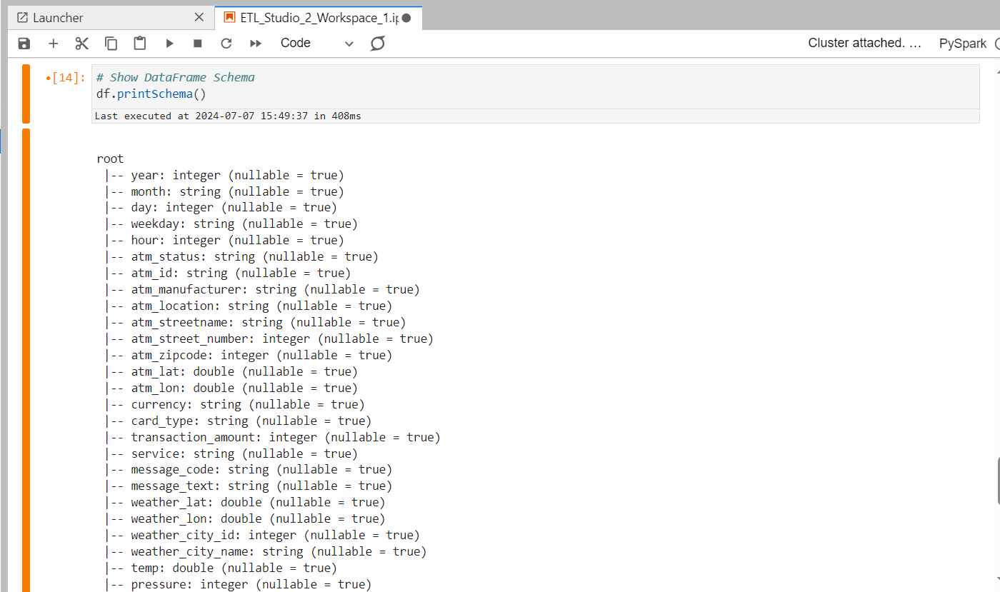 Launcher
ETL_Studio_2_Workspace_1.ip
Code
Cluster attached. ...
PySpark
[14]:
# Show DataFrame Schema
df.printSchema()
Last executed at 2024-07-07 15:49:37 in 408ms
root
 |-- year: integer (nullable = true)
 |-- month: string (nullable = true)
 |-- day: integer (nullable = true)
 |-- weekday: string (nullable = true)
 |-- hour: integer (nullable = true)
 |-- atm_status: string (nullable = true)
 |-- atm_id: string (nullable = true)
 |-- atm_manufacturer: string (nullable = true)
 |-- atm_location: string (nullable = true)
 |-- atm_streetname: string (nullable = true)
 |-- atm_street_number: integer (nullable = true)
 |-- atm_zipcode: integer (nullable = true)
 |-- atm_lat: double (nullable = true)
 |-- atm_lon: double (nullable = true)
 |-- currency: string (nullable = true)
 |-- card_type: string (nullable = true)
 |-- transaction_amount: integer (nullable = true)
 |-- service: string (nullable = true)
 |-- message_code: string (nullable = true)
 |-- message_text: string (nullable = true)
 |-- weather_lat: double (nullable = true)
 |-- weather_lon: double (nullable = true)
 |-- weather_city_id: integer (nullable = true)
 |-- weather_city_name: string (nullable = true)
 |-- temp: double (nullable = true)
 |-- pressure: integer (nullable = true)